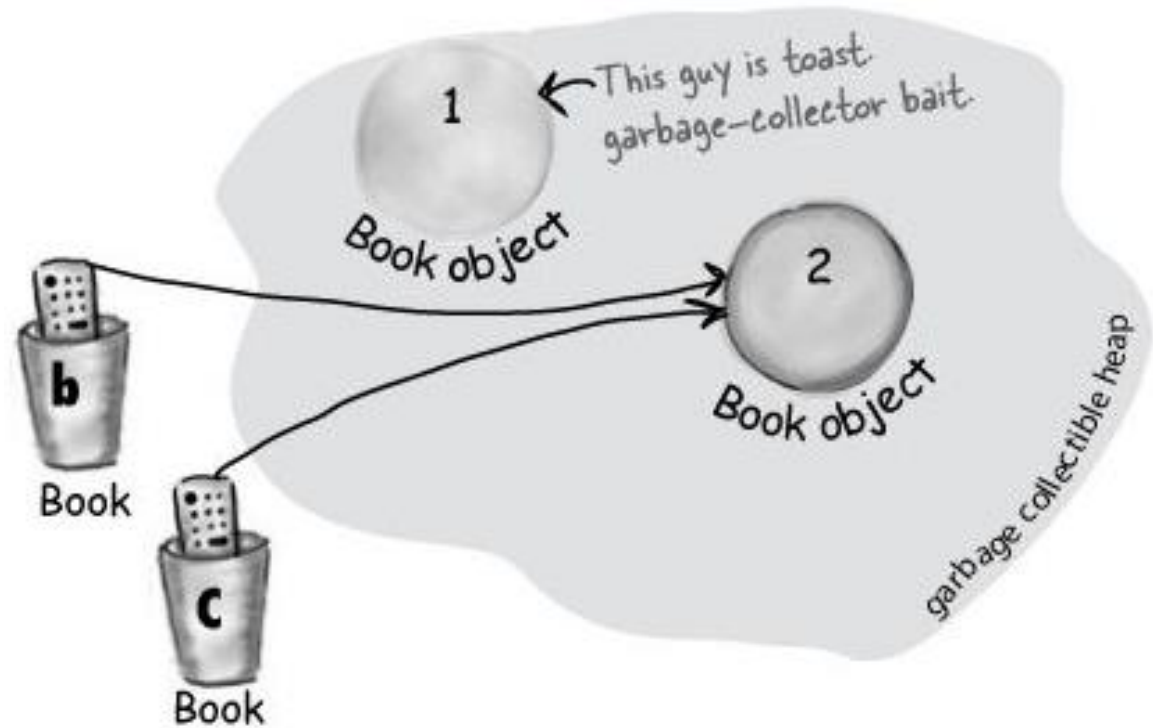 1
This guy is toast.
garbage-collector bait.
Book object
2
Book object
b
Book
c
Book
garbage collectible heap